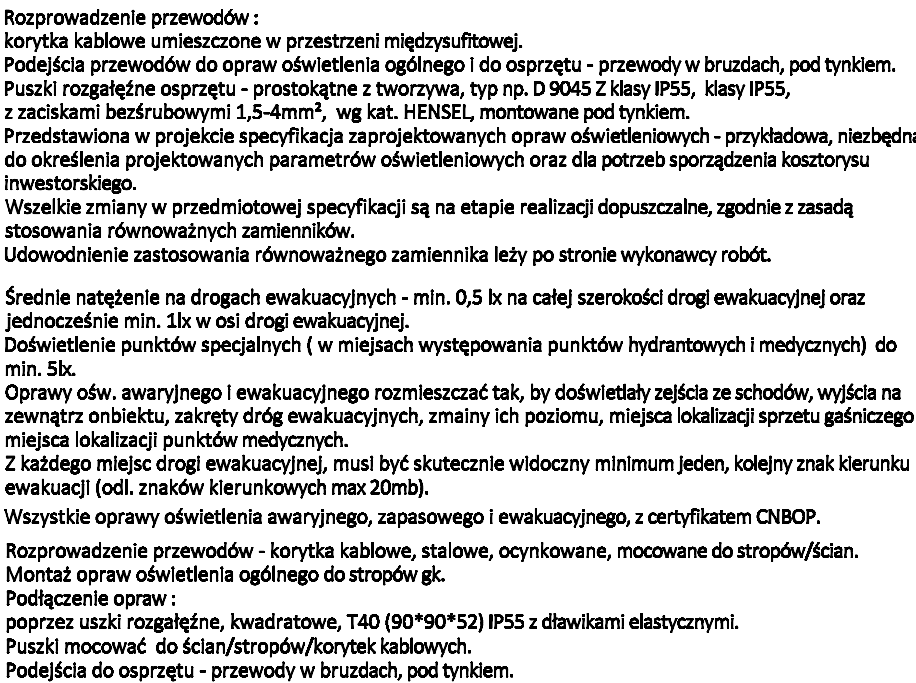 Rozprowadzenie przewodów :
korytka kablowe umieszczone w przestrzeni międzysufitowej.
Podejścia przewodów do opraw oświetlenia ogólnego i do osprzętu - przewody w bruzdach, pod tynkiem.
Puszki rozgałęźne osprzętu - prostokątne z tworzywa, typ np. D 9045 Z klasy IP55, klasy IP55,
z zaciskami bezśrubowymi 1,5-4mm², wg kat. HENSEL, montowane pod tynkiem.
Przedstawiona w projekcie specyfikacja zaprojektowanych opraw oświetleniowych - przykładowa, niezbędna
do określenia projektowanych parametrów oświetleniowych oraz dla potrzeb sporządzenia kosztorysu
inwestorskiego.
Wszelkie zmiany w przedmiotowej specyfikacji są na etapie realizacji dopuszczalne, zgodnie z zasadą
stosowania równoważnych zamienników.
Udowodnienie zastosowania równoważnego zamiennika leży po stronie wykonawcy robót.
Średnie natężenie na drogach ewakuacyjnych - min. 0,5 lx na całej szerokości drogi ewakuacyjnej oraz
jednocześnie min. 1lx w osi drogi ewakuacyjnej.
Doświetlenie punktów specjalnych ( w miejsach występowania punktów hydrantowych i medycznych) do
min. 5lx.
Oprawy ośw. awaryjnego i ewakuacyjnego rozmieszczać tak, by doświetlały zejścia ze schodów, wyjścia na
zewnątrz onbiektu, zakręty dróg ewakuacyjnych, zmainy ich poziomu, miejsca lokalizacji sprzetu gaśniczego
miejsca lokalizacji punktów medycznych.
Z każdego miejsc drogi ewakuacyjnej, musi być skutecznie widoczny minimum jeden, kolejny znak kierunku
ewakuacji (odl. znaków kierunkowych max 20mb).
Wszystkie oprawy oświetlenia awaryjnego, zapasowego i ewakuacyjnego, z certyfikatem CNBOP.
Rozprowadzenie przewodów - korytka kablowe, stalowe, ocynkowane, mocowane do stropów/ścian.
Montaż opraw oświetlenia ogólnego do stropów gk.
Podłączenie opraw :
poprzez uszki rozgałęźne, kwadratowe, T40 (90*90*52) IP55 z dławikami elastycznymi.
Puszki mocować do ścian/stropów/korytek kablowych.
Podejścia do osprzętu - przewody w bruzdach, pod tynkiem.